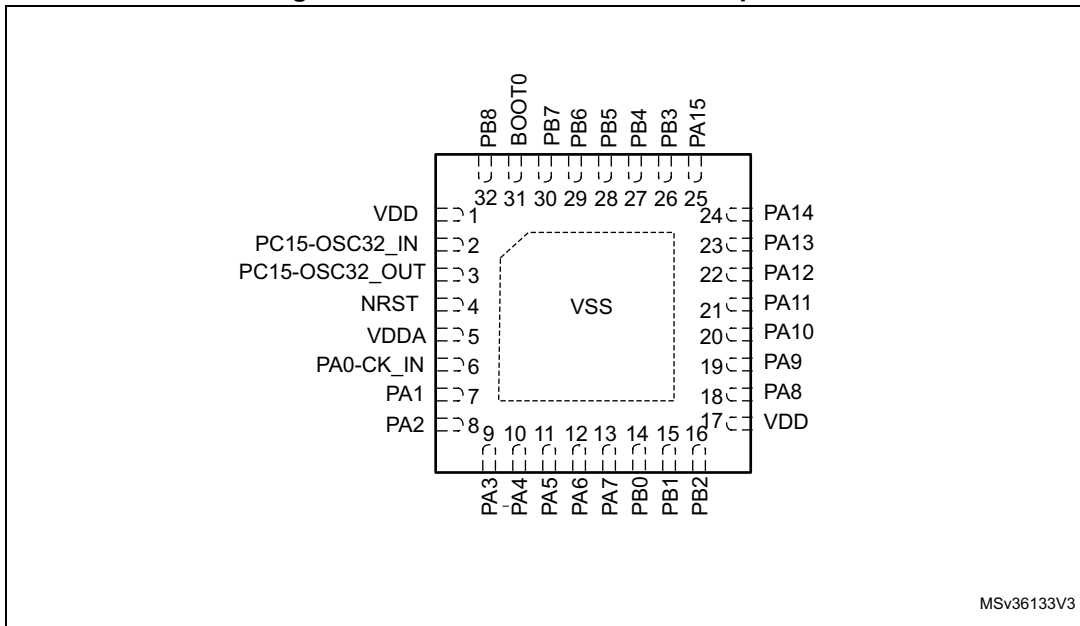 PB8
BOOT0
PB7
PB6
PB5
PB4
PB3
PA15
32 31 30 29 28 27 26 25
VDD 1
PC15-OSC32_IN 2
PC15-OSC32_OUT 3
NRST 4
VDDA 5
PA0-CK_IN 6
PA1 7
PA2 8
VSS
24 PA14
23 PA13
22 PA12
21 PA11
20 PA10
19 PA9
18 PA8
17 VDD
9 10 11 12 13 14 15 16
PA3
PA4
PA5
PA6
PA7
PB0
PB1
PB2
MSv36133V3